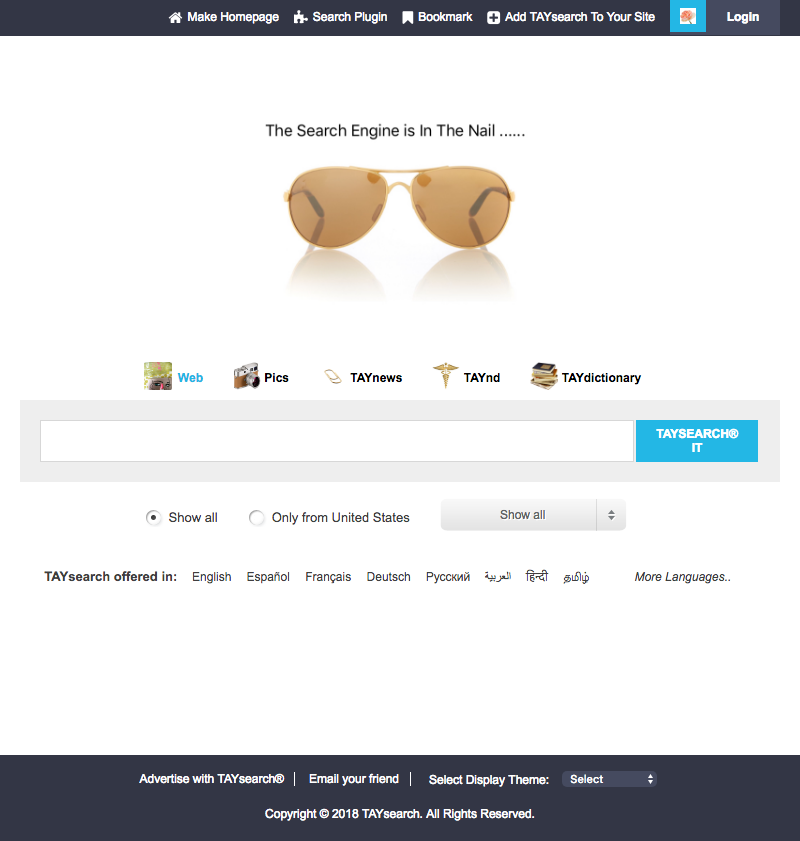 Make Homepage Search Plugin Bookmark Add TAYsearch To Your Site Login
The Search Engine is In The Nail ......
Web Pics TAYnews TAYnd TAYdictionary
TAYSEARCH®
IT
Show all Only from United States Show all
TAYsearch offered in: English Español Français Deutsch Русский العربية हिन्दी தமிழ் More Languages..
Advertise with TAYsearch® Email your friend Select Display Theme: Select
Copyright © 2018 TAYsearch. All Rights Reserved.